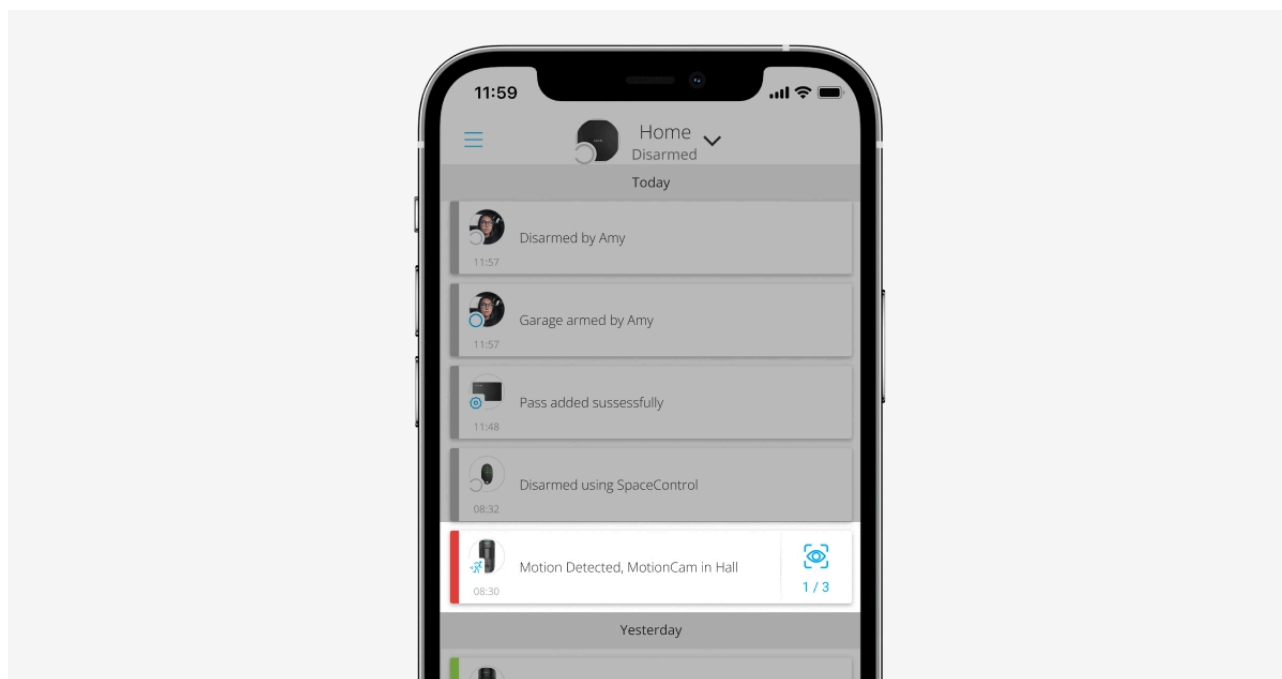 11:59
Home
Disarmed
Today
Disarmed by Amy
11:57
Garage armed by Amy
11:57
Pass added sussessfully
11:48
Disarmed using SpaceControl
08:32
Motion Detected, MotionCam in Hall
08:30
1 / 3
Yesterday